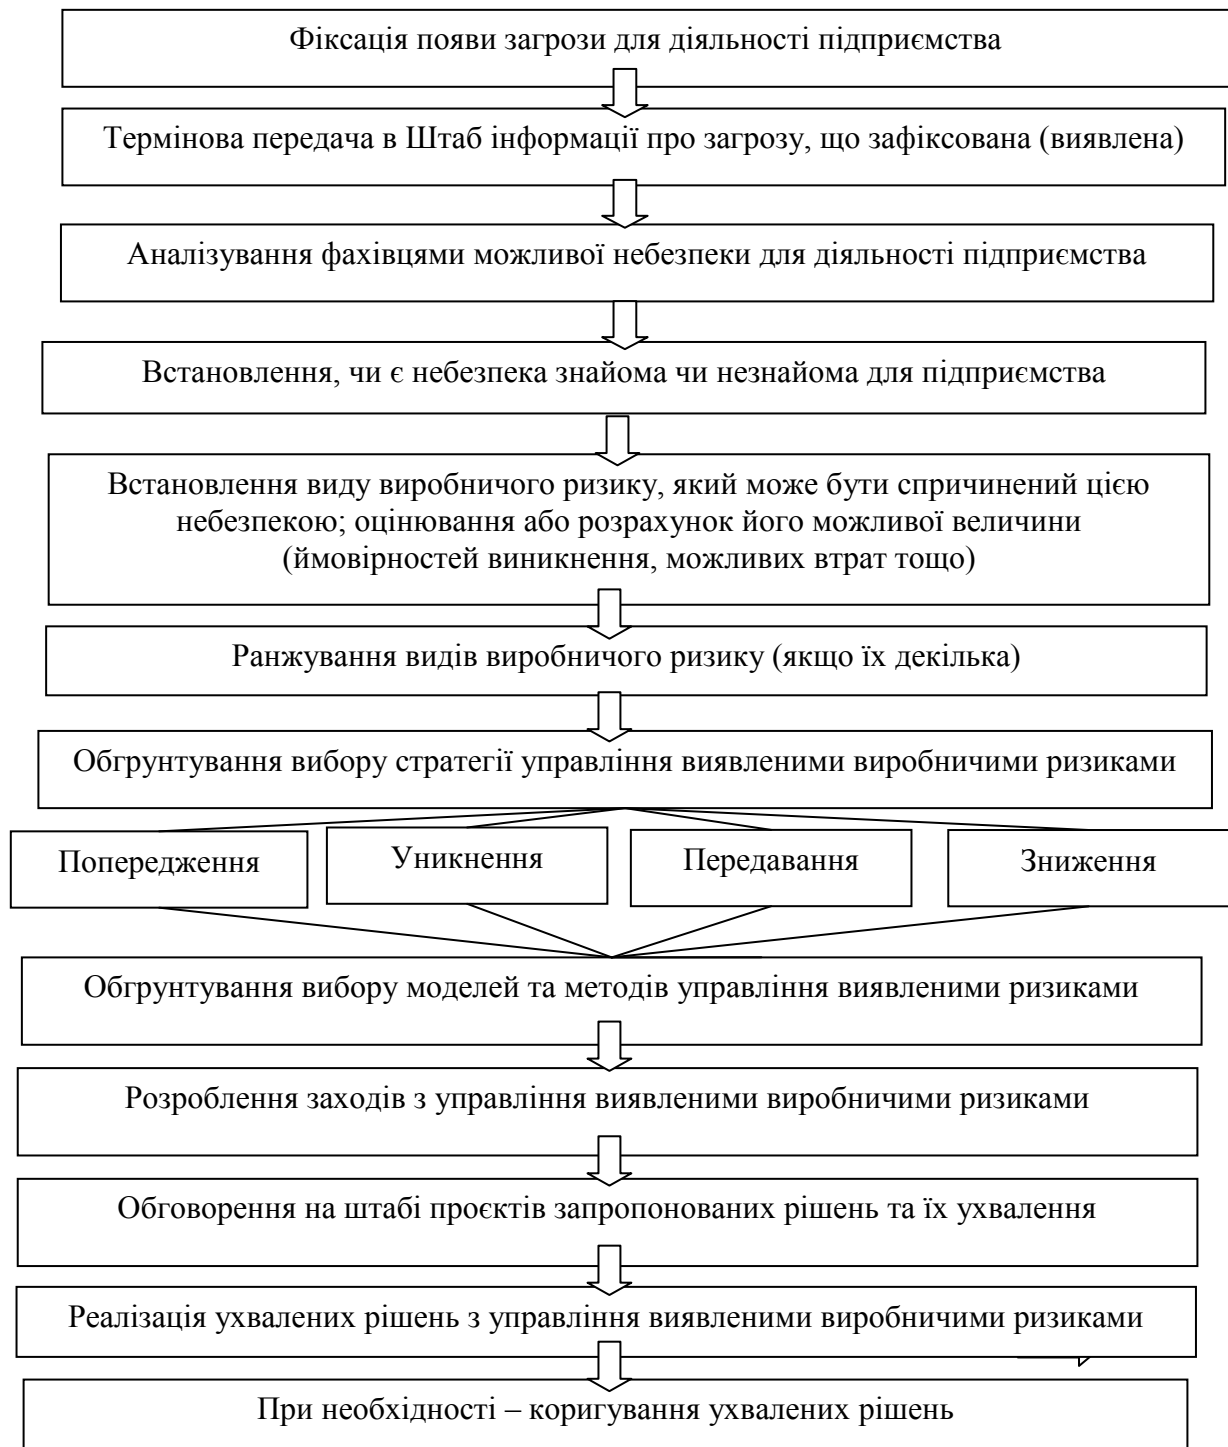 Фіксація появи загрози для діяльності підприємства
Термінова передача в Штаб інформації про загрозу, що зафіксована (виявлена)
Аналізування фахівцями можливої небезпеки для діяльності підприємства
Встановлення, чи є небезпека знайома чи незнайома для підприємства
Встановлення виду виробничого ризику, який може бути спричинений цією
небезпекою; оцінювання або розрахунок його можливої величини
(ймовірностей виникнення, можливих втрат тощо)
Ранжування видів виробничого ризику (якщо їх декілька)
Обгрунтування вибору стратегії управління виявленими виробничими ризиками
Попередження
Уникнення
Передавання
Зниження
Обгрунтування вибору моделей та методів управління виявленими ризиками
Розроблення заходів з управління виявленими виробничими ризиками
Обговорення на штабі проєктів запропонованих рішень та їх ухвалення
Реалізація ухвалених рішень з управління виявленими виробничими ризиками
При необхідності – коригування ухвалених рішень